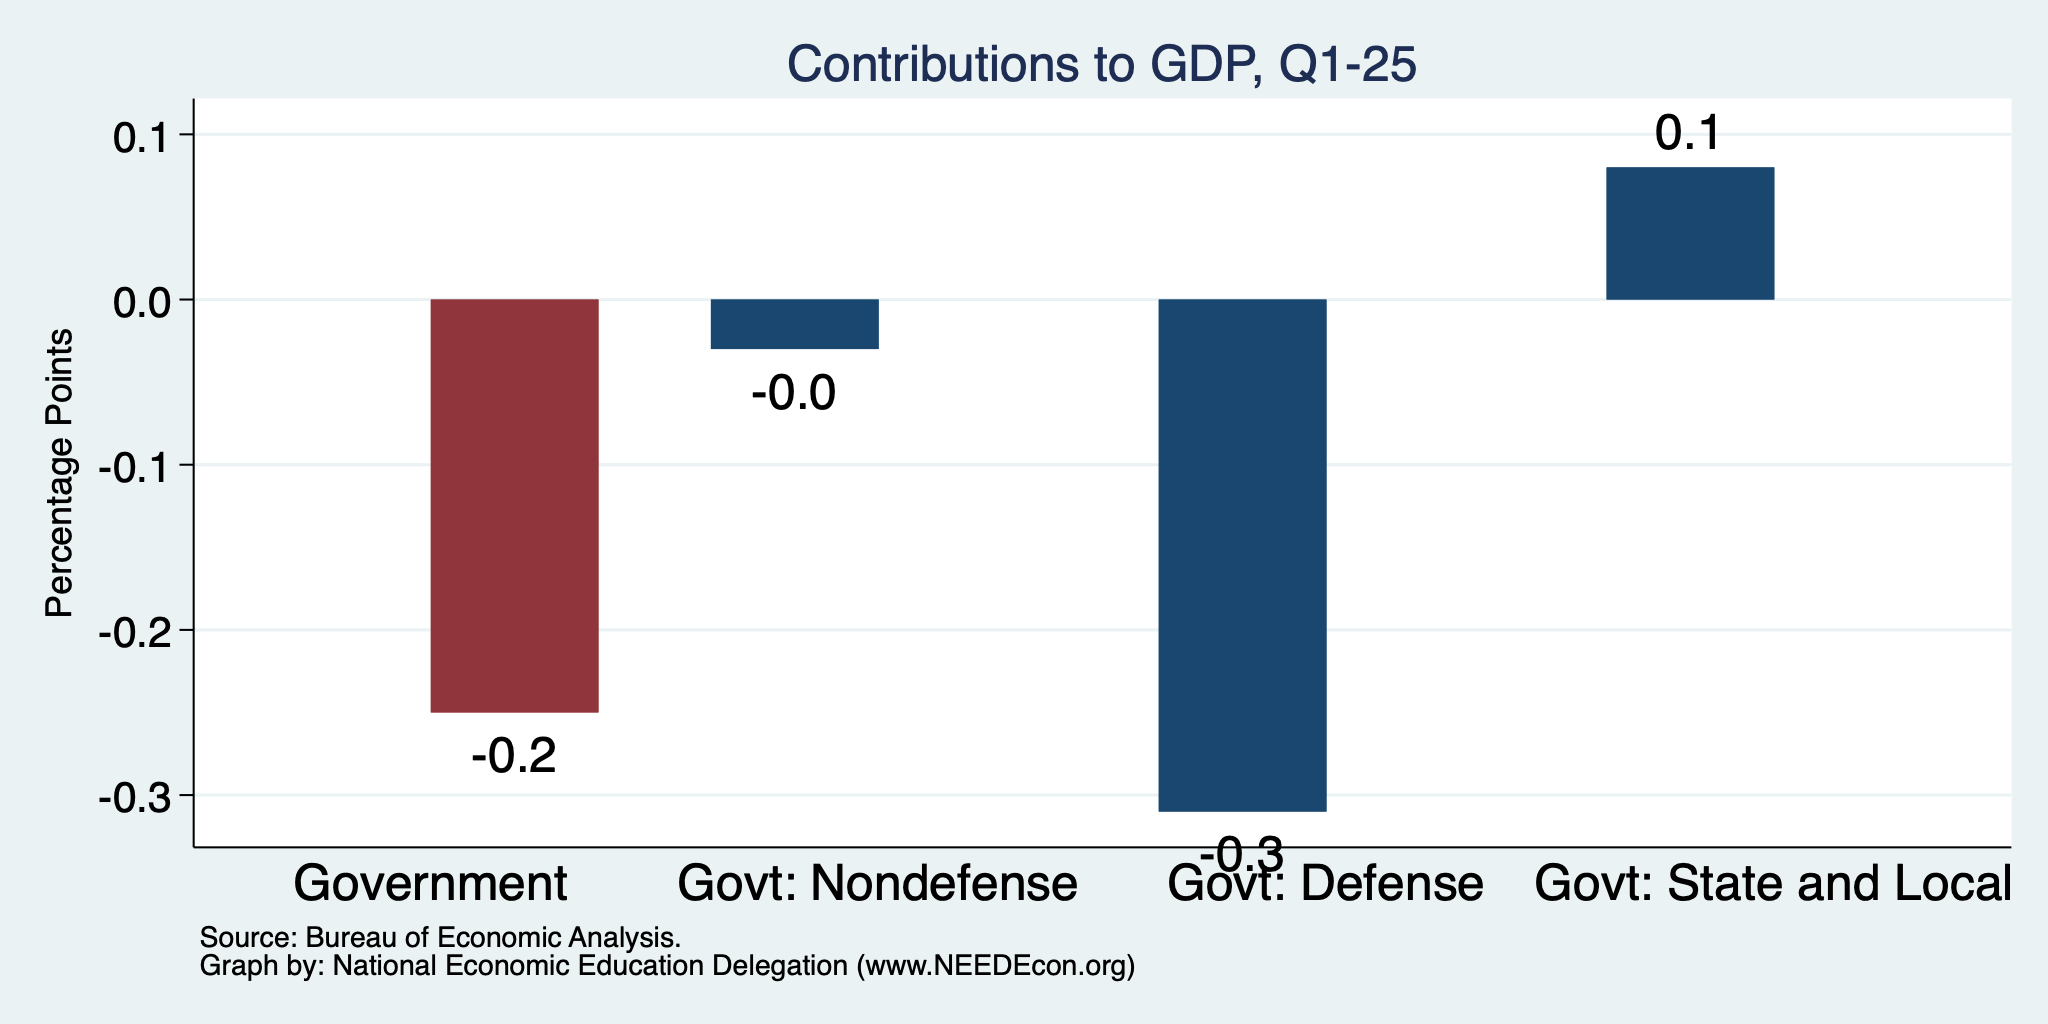 Contributions to GDP, Q1-25
Percentage Points
0.1
0.0
-0.1
-0.2
-0.3
-0.2
-0.0
-0.3
0.1
Government
Govt: Nondefense
Govt: Defense
Govt: State and Local
Source: Bureau of Economic Analysis.
Graph by: National Economic Education Delegation (www.NEEDEcon.org)